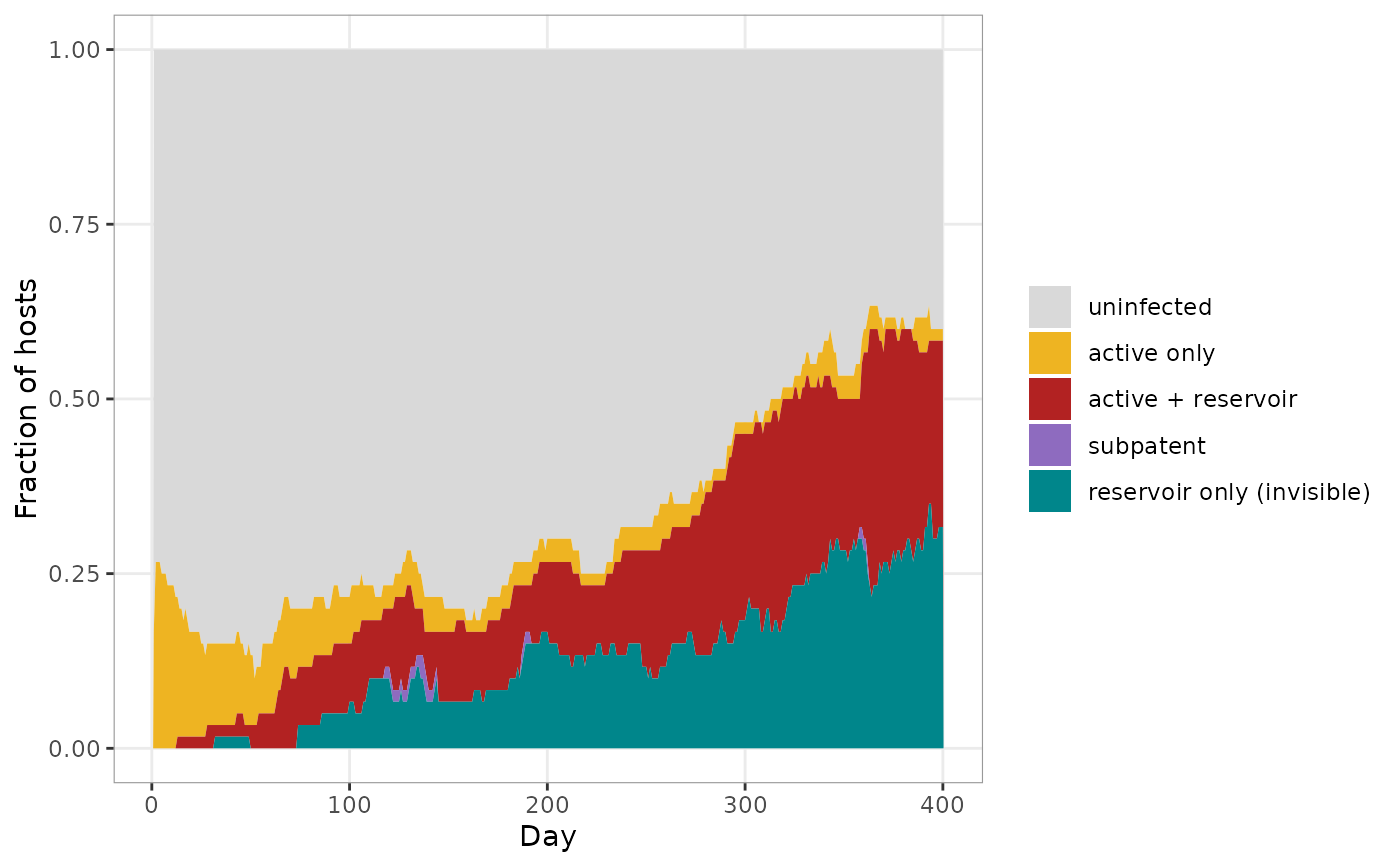 1.00
0.75
0.50
0.25
0.00
Fraction of hosts
0
100
200
300
400
Day
uninfected
active only
active + reservoir
subpatent
reservoir only (invisible)